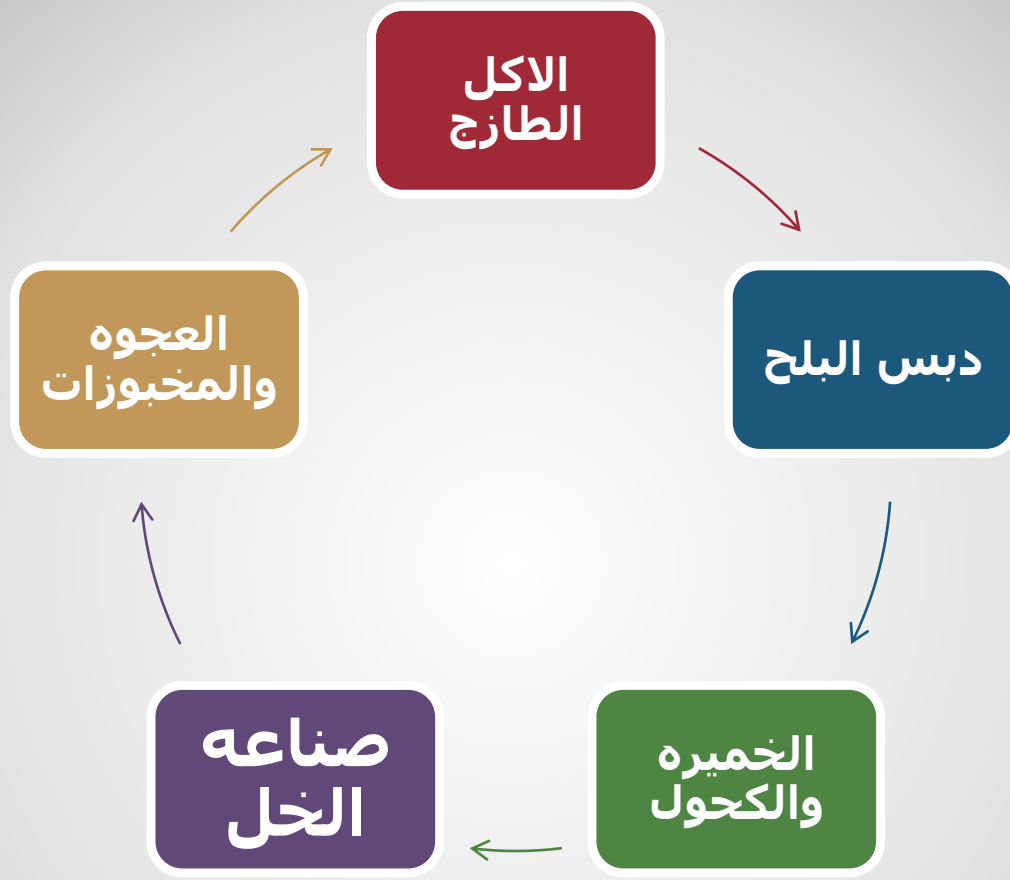 الاكل
الطازج
دبس البلح
الخميره
والكحول
صناعه
الخل
العجوه
والمخبوزات